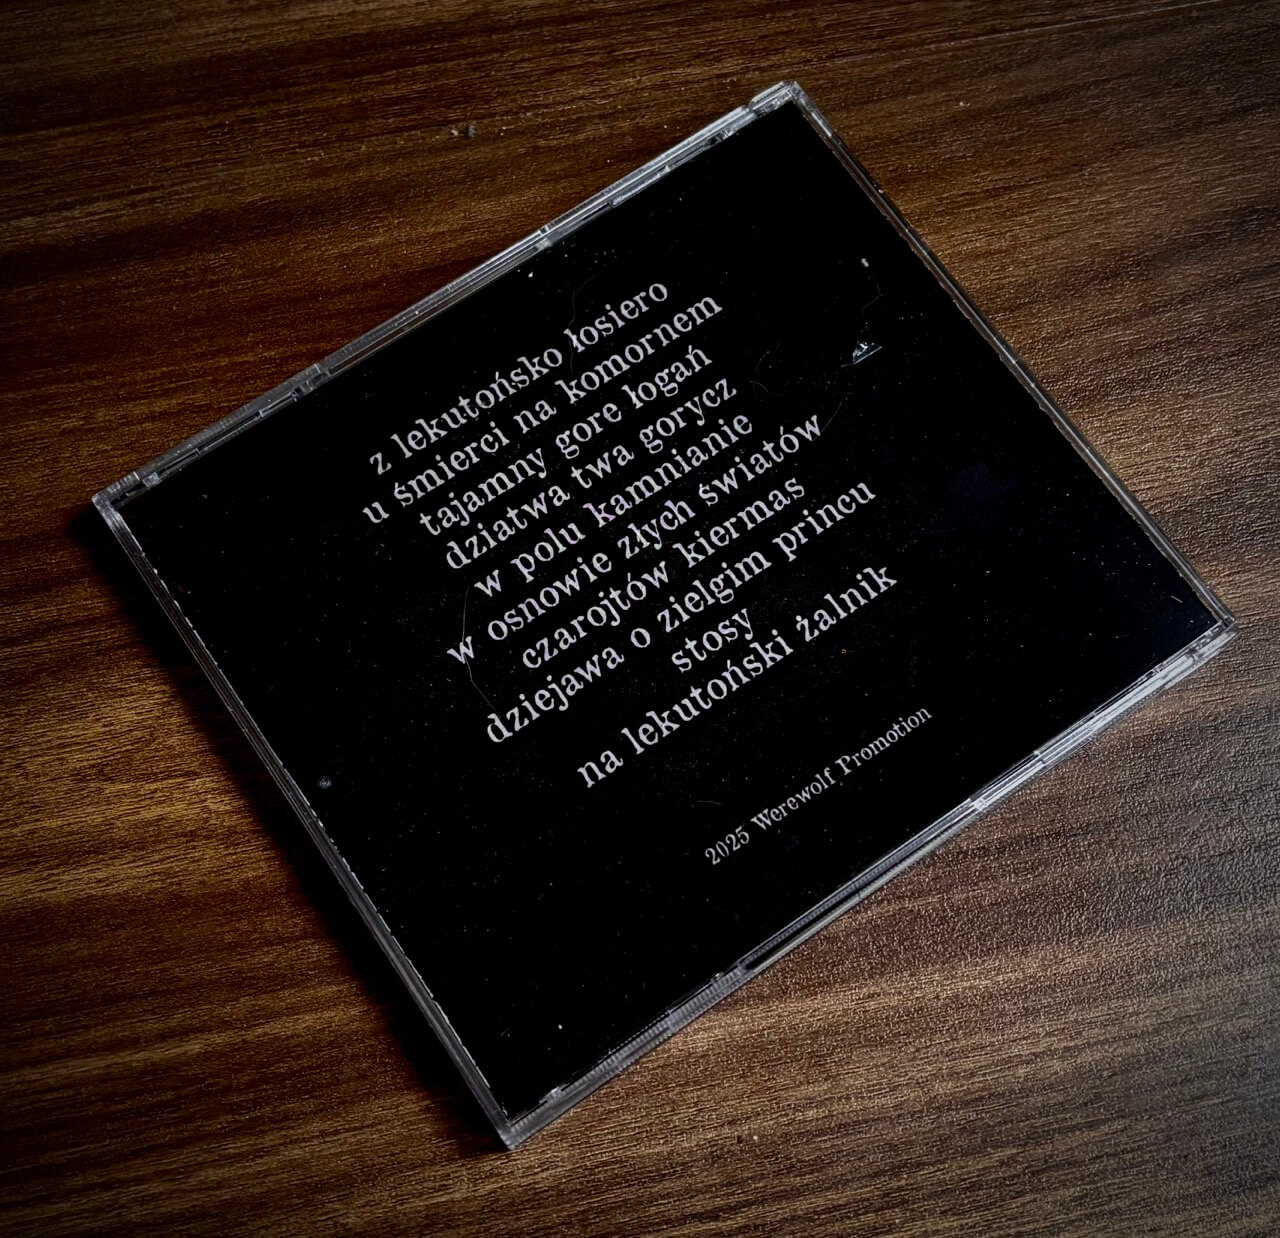 z lekutońsko łosiero
u śmierci na komornem
tajamny gore łogań
dziatwa twa gorycz
w polu kamnianie
w osnowie złych światów
czarojtów kiermas
dziejawa o zielgim princu
stosy
na lekutoński żalnik
2025 Werewolf Promotion